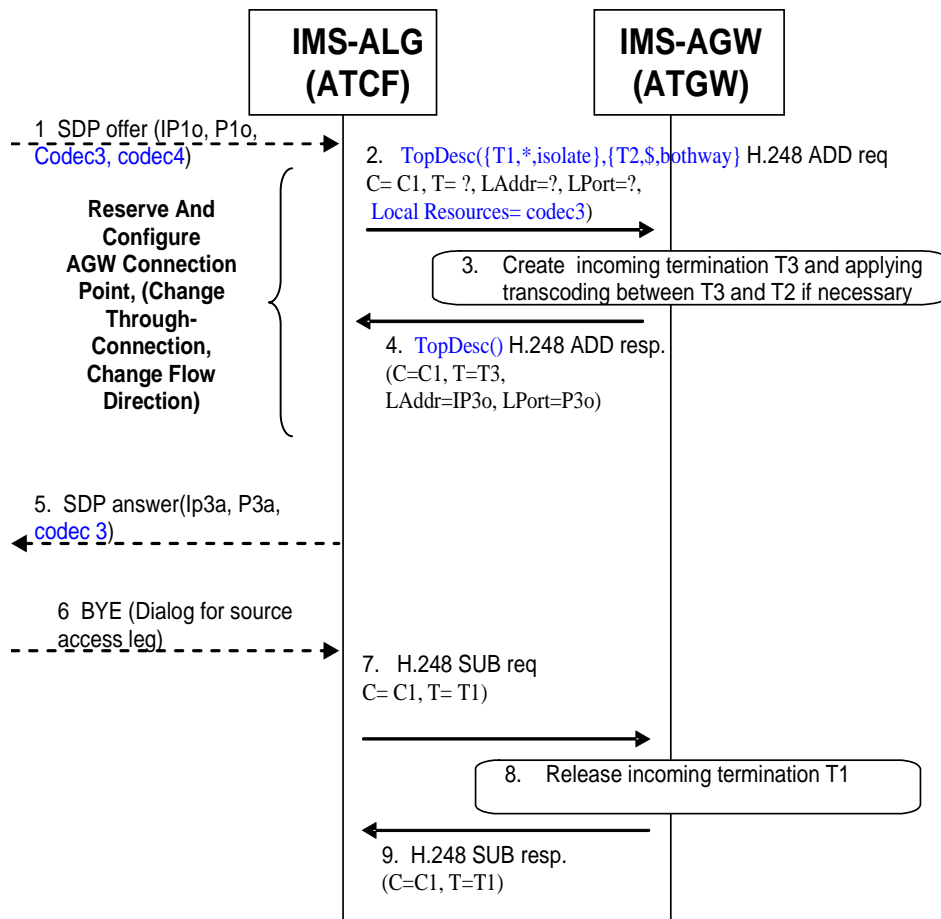 IMS-ALG
(ATCF)
IMS-AGW
(ATGW)
1 SDP offer (IP1o, P1o,
Codec3, codec4)
2. TopDesc({T1,*,isolate},{T2,$,bothway} H.248 ADD req
C= C1, T= ?, LAddr=?, LPort=?,
Local Resources= codec3)
Reserve And
Configure
AGW Connection
Point, (Change
Through-
Connection,
Change Flow
Direction)
3. Create incoming termination T3 and applying
transcoding between T3 and T2 if necessary
4. TopDesc() H.248 ADD resp.
(C=C1, T=T3,
LAddr=IP3o, LPort=P3o)
5. SDP answer(Ip3a, P3a,
codec 3)
6 BYE (Dialog for source
access leg)
7. H.248 SUB req
C= C1, T= T1)
8. Release incoming termination T1
9. H.248 SUB resp.
(C=C1, T=T1)